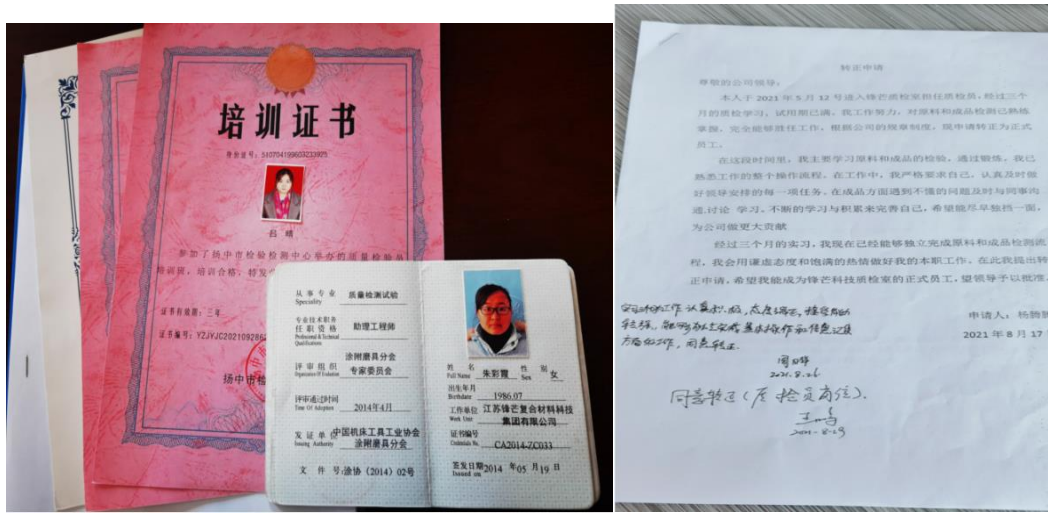 培训证书
身份证号：
吕晴
参加了扬中市检验检测中心举办的质量检验员
培训班，培训合格，特发
证书有效期：三年
扬中市检
从事专业
Speciality
质量检测试验
专业技术职务
任职资格
Professional & Technical
Qualifications
助理工程师
评审组织
Organization Of Evaluation
涂附磨具分会
专家委员会
评审通过时间
Time Of Adoption
2014年4月
发证单位
Issuing Authority
中国机床工具工业协会
涂附磨具分会
文件号:涂协（2014）02号
姓名
Full Name
朱彩霞
性别
Sex
女
出生年月
Birthdate
1986.07
工作单位
Work Unit
江苏锋芒复合材料科技
集团有限公司
证书编号
Credentials No.
CA2014-ZC033
签发日期
Issued on
2014 年05 月19 日
转正申请
尊敬的公司领导：
本人于 2021 年 5 月 12 号进入锋芒质检室担任质检员，经过三个
月的质检学习，试用期已满，我工作努力，对原料和成品检测已熟练
掌握，完全能够胜任工作，根据公司的规章制度，现申请转正为正式
员工。
在这段时间里，我主要学习原料和成品的检验，通过锻炼，我已
熟悉工作的整个操作流程。在工作中，我严格要求自己，认真及时做
好领导安排的每一项任务。在成品方面遇到不懂的问题及时与同事沟
通，讨论 学习。不断的学习与积累来完善自己，希望能尽早独挡一面，
为公司做更大贡献
经过三个月的实习，我现在已经能够独立完成原料和成品检测流
程，我会用谦虚态度和饱满的热情做好我的本职工作。在此我提出转
正申请，希望我能成为锋芒科技质检室的正式员工，望领导予以批准。
申请人：杨
2021 年 8 月 17
2021.8.26
同意转正（质检员岗位）.
2021-8-29